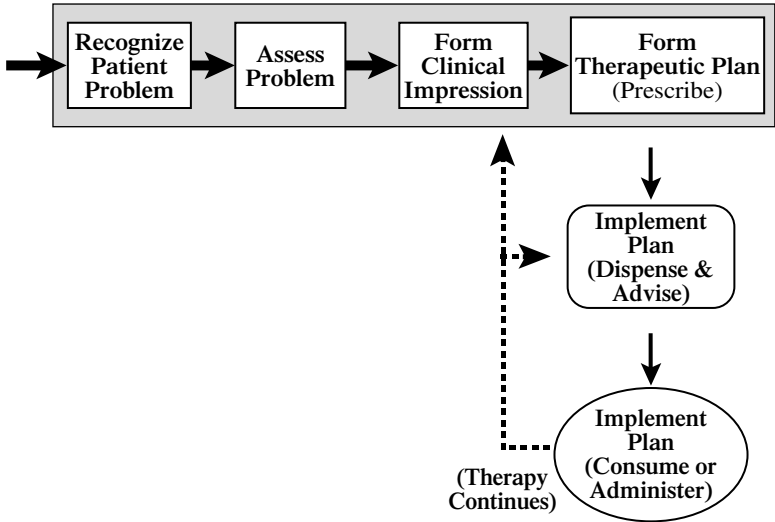 Recognize
Patient
Problem
Assess
Problem
Form
Clinical
Impression
Form
Therapeutic Plan
(Prescribe)
Implement
Plan
(Dispense &
Advise)
Implement
Plan
(Consume or
Administer)
(Therapy
Continues)